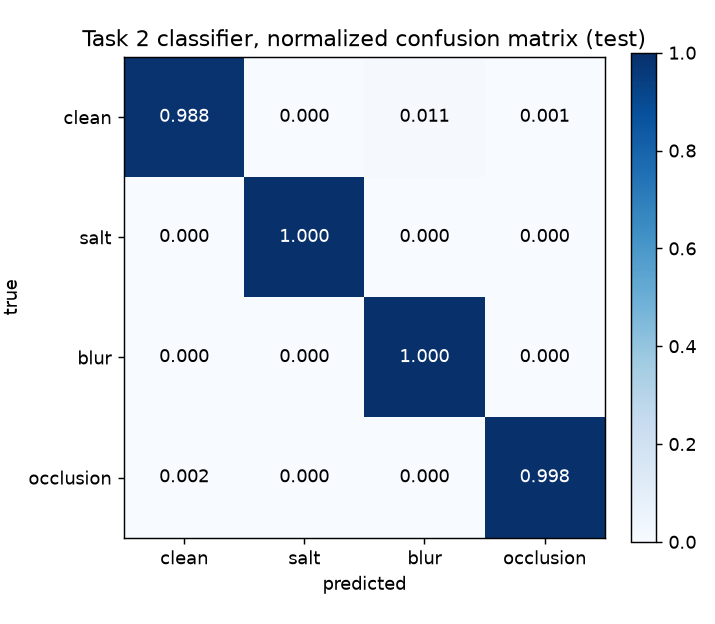 Task 2 classifier, normalized confusion matrix (test)
clean 0.988 0.000 0.011 0.001
salt 0.000 1.000 0.000 0.000
blur 0.000 0.000 1.000 0.000
occlusion 0.002 0.000 0.000 0.998
clean salt blur occlusion
predicted
true
1.0
0.8
0.6
0.4
0.2
0.0